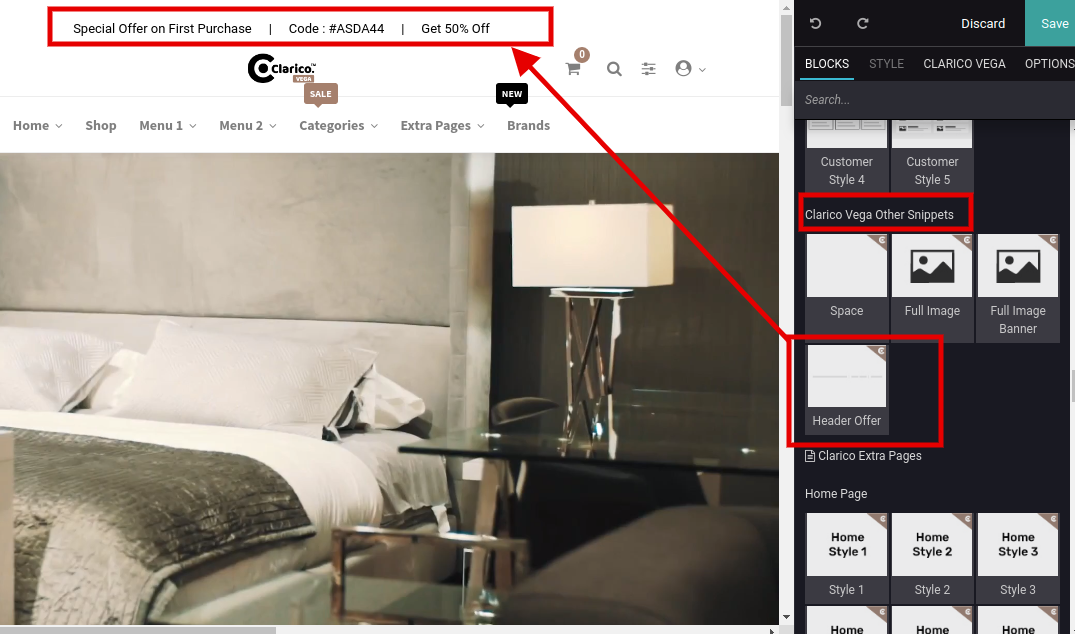 Special Offer on First Purchase | Code : #ASDA44 | Get 50% Off
Clarico.™
VEGA
0
SALE
NEW
Home Shop Menu 1 Menu 2 Categories Extra Pages Brands
Discard Save
BLOCKS STYLE CLARICO VEGA OPTIONS
Search...
Customer Style 4
Customer Style 5
Clarico Vega Other Snippets
Space
Full Image
Full Image Banner
Header Offer
Clarico Extra Pages
Home Page
Home Style 1
Home Style 2
Home Style 3
Style 1 Style 2 Style 3
Home Home Home